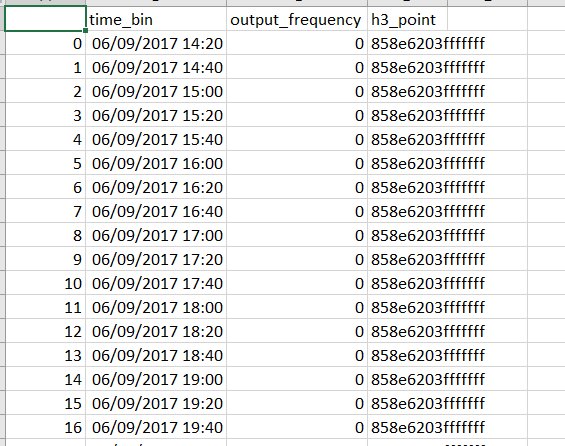 time_bin output_frequency h3_point
0 06/09/2017 14:20 0 858e6203fffffff
1 06/09/2017 14:40 0 858e6203fffffff
2 06/09/2017 15:00 0 858e6203fffffff
3 06/09/2017 15:20 0 858e6203fffffff
4 06/09/2017 15:40 0 858e6203fffffff
5 06/09/2017 16:00 0 858e6203fffffff
6 06/09/2017 16:20 0 858e6203fffffff
7 06/09/2017 16:40 0 858e6203fffffff
8 06/09/2017 17:00 0 858e6203fffffff
9 06/09/2017 17:20 0 858e6203fffffff
10 06/09/2017 17:40 0 858e6203fffffff
11 06/09/2017 18:00 0 858e6203fffffff
12 06/09/2017 18:20 0 858e6203fffffff
13 06/09/2017 18:40 0 858e6203fffffff
14 06/09/2017 19:00 0 858e6203fffffff
15 06/09/2017 19:20 0 858e6203fffffff
16 06/09/2017 19:40 0 858e6203fffffff